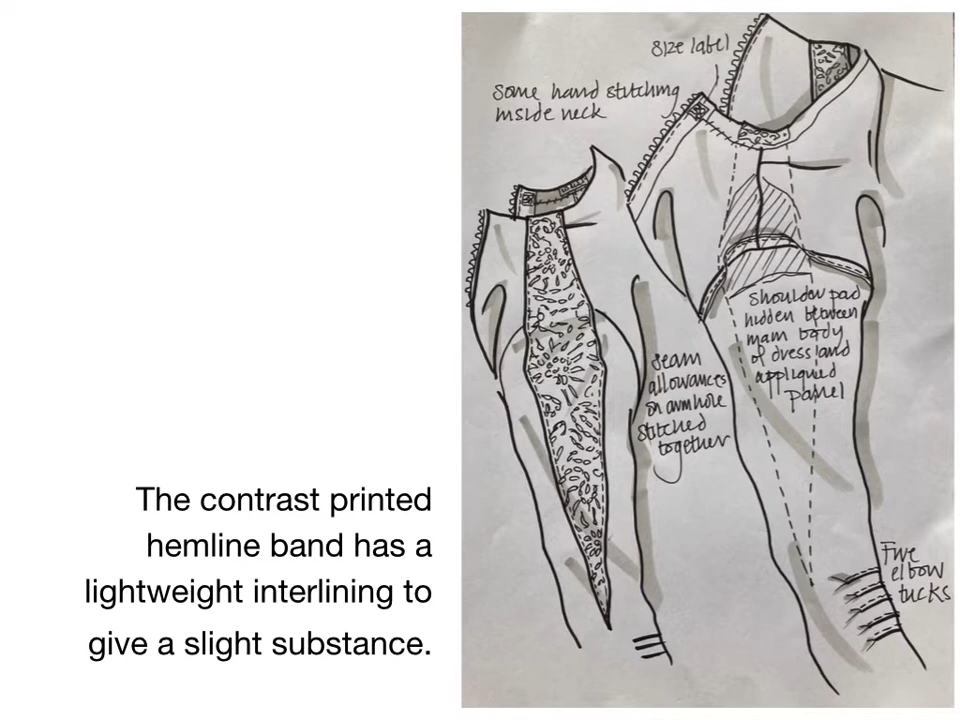 Size label
Some hand stitching
inside neck
shoulder pad
hidden between
main body
of dress and
appliqued
panel
seam
allowances
on armhole
stitched
together
Five
elbow
tucks
The contrast printed
hemline band has a
lightweight interlining to
give a slight substance.